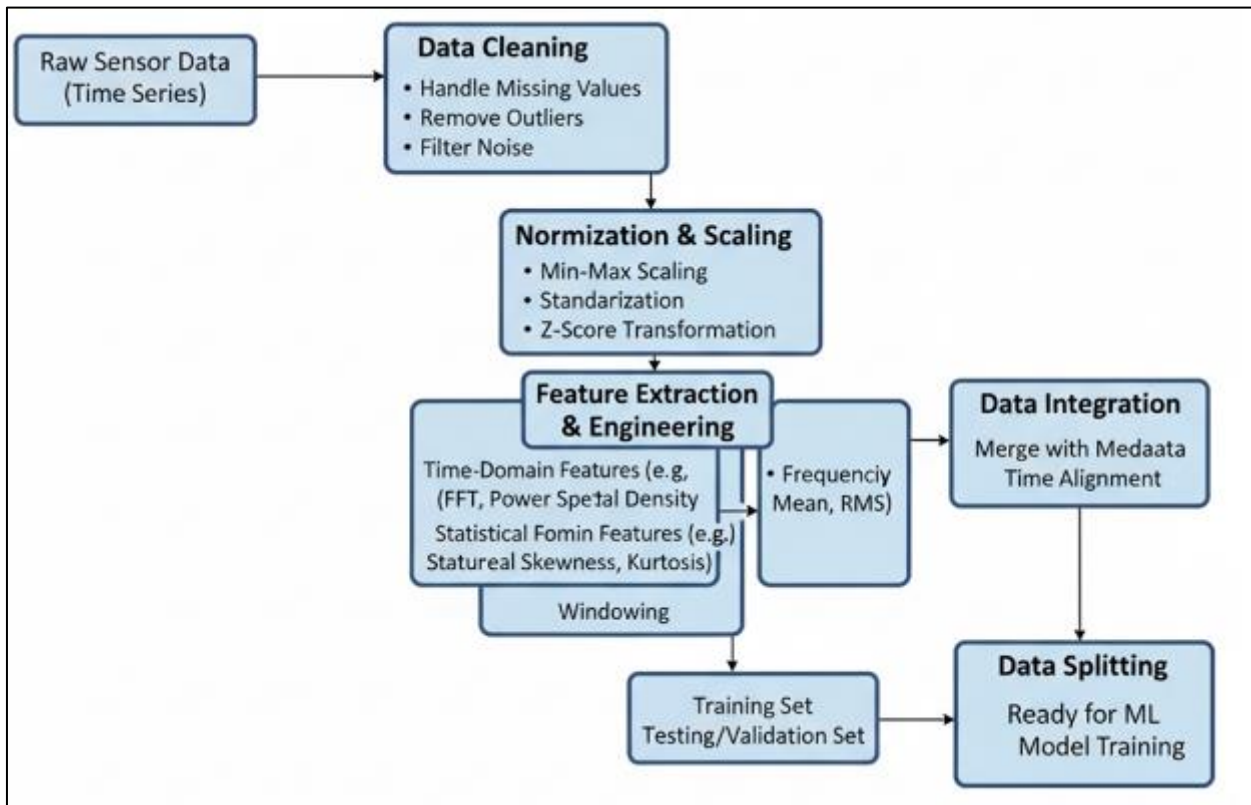 Raw Sensor Data
(Time Series)
Data Cleaning
• Handle Missing Values
• Remove Outliers
• Filter Noise
Normization & Scaling
• Min-Max Scaling
• Standarization
• Z-Score Transformation
Feature Extraction
& Engineering
Time-Domain Features (e.g,
(FFT, Power Spectal Density
Statistical Fomin Features (e.g.)
Statureal Skewness, Kurtosis)
Windowing
• Frequenciy
Mean, RMS)
Data Integration
Merge with Medaata
Time Alignment
Training Set
Testing/Validation Set
Data Splitting
Ready for ML
Model Training